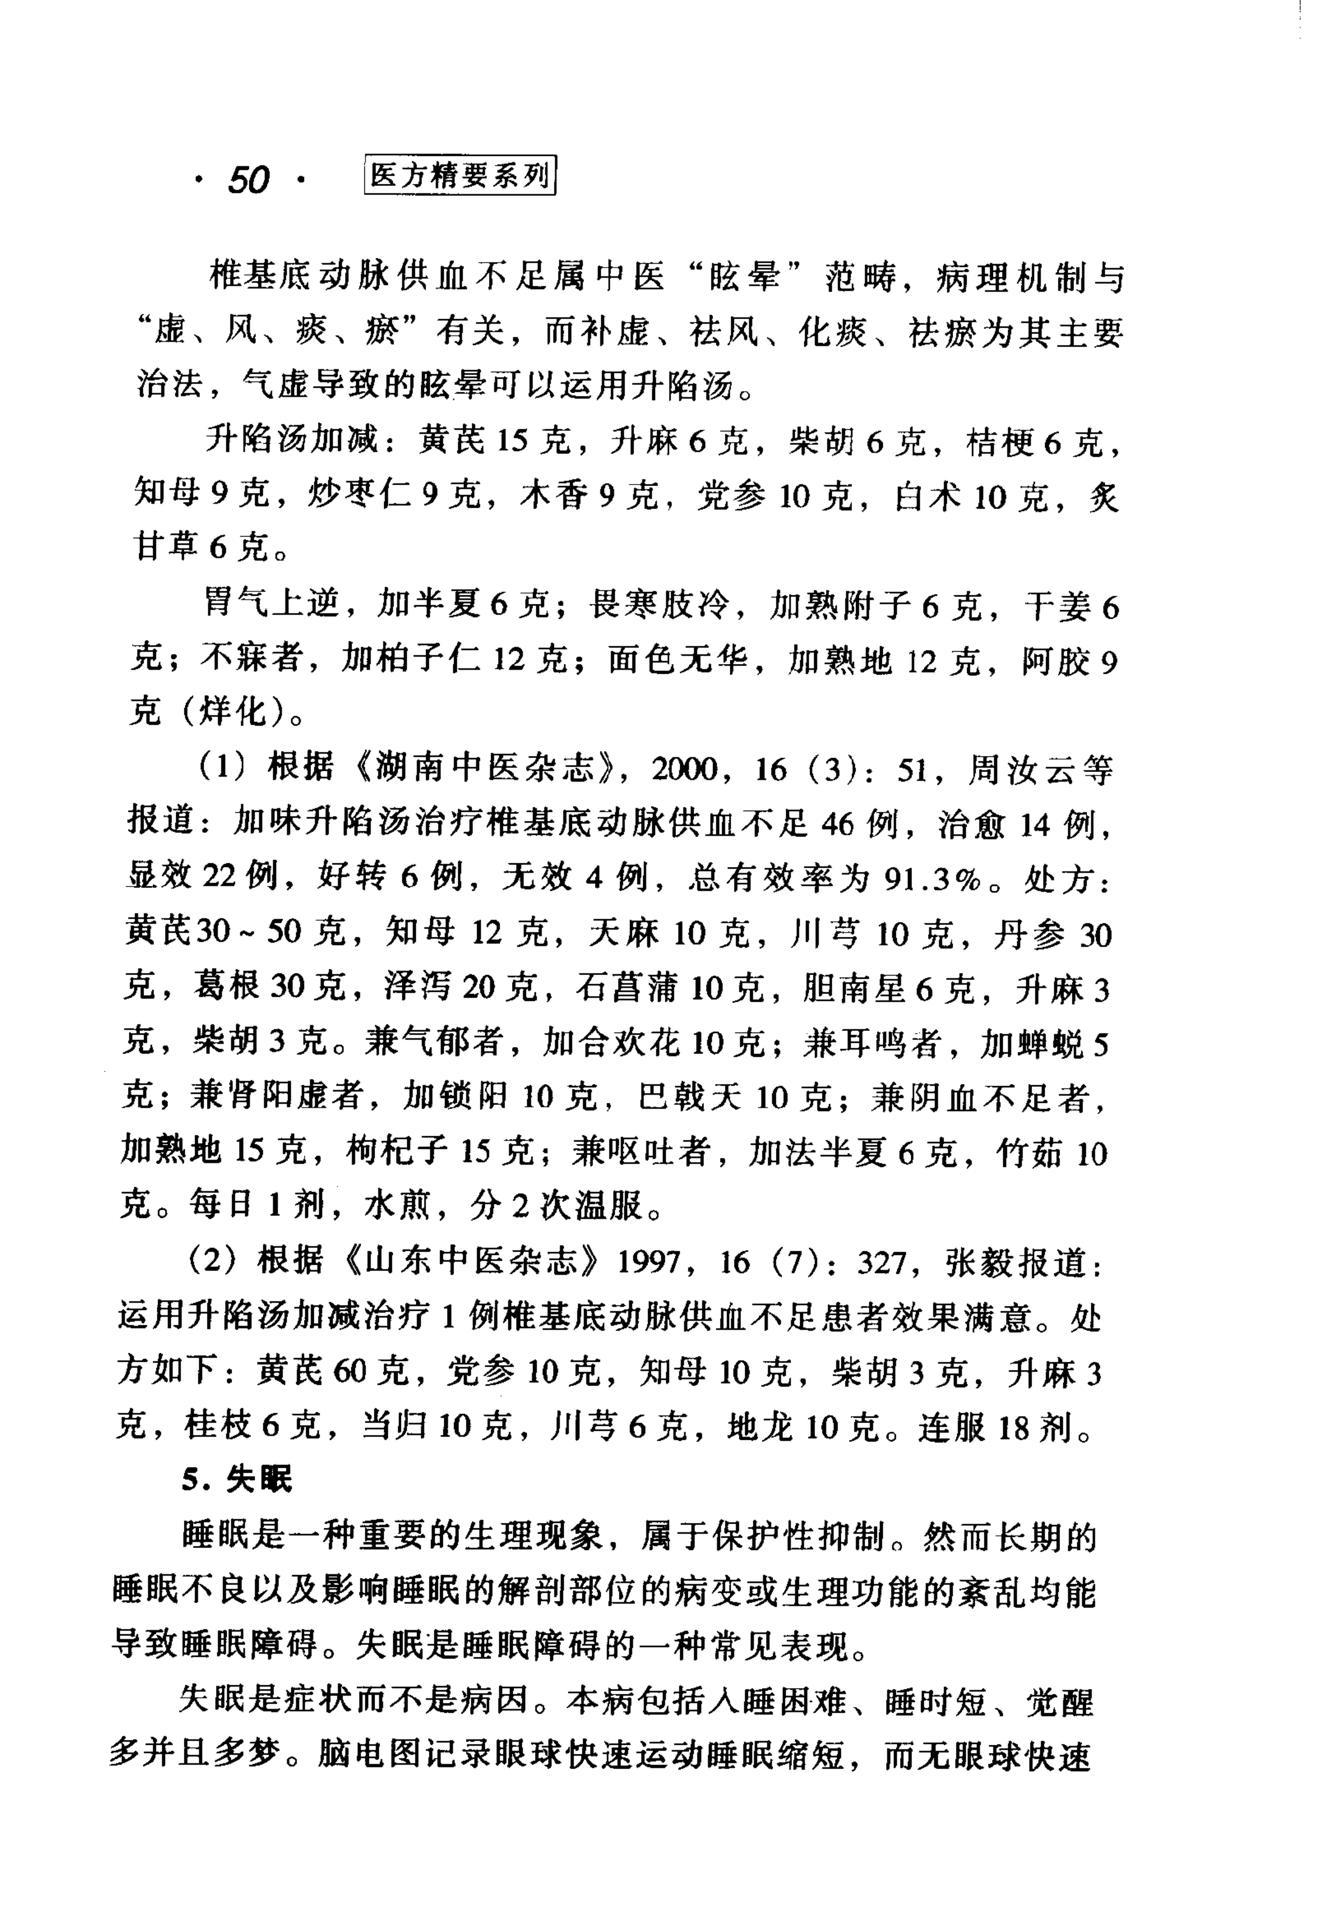 · 50 · 医方精要系列
椎基底动脉供血不足属中医“眩晕”范畴，病理机制与
“虚、风、痰、瘀”有关，而补虚、祛风、化痰、祛瘀为其主要
治法，气虚导致的眩晕可以运用升陷汤。
升陷汤加减：黄芪 15 克，升麻 6 克，柴胡 6 克，桔梗 6 克，
知母 9 克，炒枣仁 9 克，木香 9 克，党参 10 克，白术 10 克，炙
甘草 6 克。
胃气上逆，加半夏 6 克；畏寒肢冷，加熟附子 6 克，干姜 6
克；不寐者，加柏子仁 12 克；面色无华，加熟地 12 克，阿胶 9
克（烊化）。
（1）根据《湖南中医杂志》，2000，16（3）：51，周汝云等
报道：加味升陷汤治疗椎基底动脉供血不足 46 例，治愈 14 例，
显效 22 例，好转 6 例，无效 4 例，总有效率为 91.3%。处方：
黄芪30～50 克，知母 12 克，天麻 10 克，川芎 10 克，丹参 30
克，葛根 30 克，泽泻 20 克，石菖蒲 10 克，胆南星 6 克，升麻 3
克，柴胡 3 克。兼气郁者，加合欢花 10 克；兼耳鸣者，加蝉蜕 5
克；兼肾阳虚者，加锁阳 10 克，巴戟天 10 克；兼阴血不足者，
加熟地 15 克，枸杞子 15 克；兼呕吐者，加法半夏 6 克，竹茹 10
克。每日 1 剂，水煎，分 2 次温服。
（2）根据《山东中医杂志》1997，16（7）：327，张毅报道：
运用升陷汤加减治疗 1 例椎基底动脉供血不足患者效果满意。处
方如下：黄芪 60 克，党参 10 克，知母 10 克，柴胡 3 克，升麻 3
克，桂枝 6 克，当归 10 克，川芎 6 克，地龙 10 克。连服 18 剂。
5. 失眠
睡眠是一种重要的生理现象，属于保护性抑制。然而长期的
睡眠不良以及影响睡眠的解剖部位的病变或生理功能的紊乱均能
导致睡眠障碍。失眠是睡眠障碍的一种常见表现。
失眠是症状而不是病因。本病包括入睡困难、睡时短、觉醒
多并且多梦。脑电图记录眼球快速运动睡眠缩短，而无眼球快速